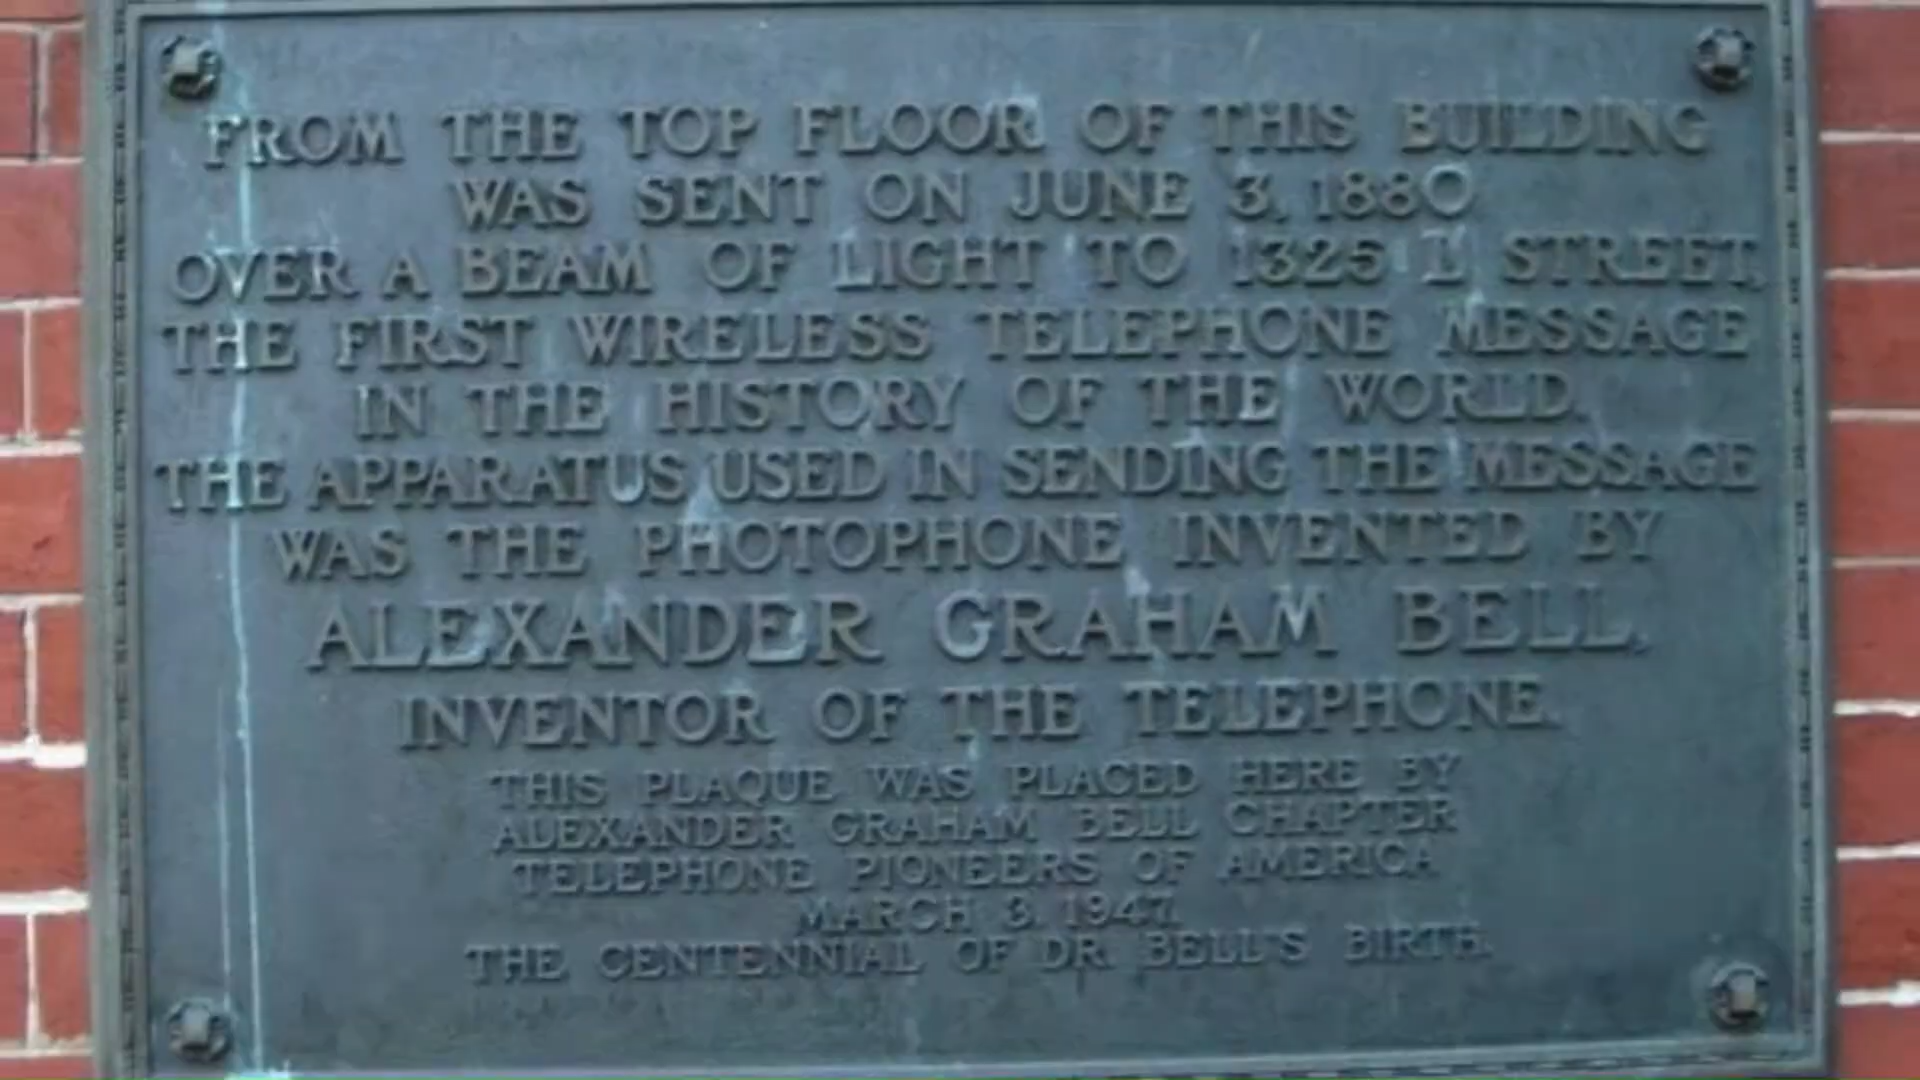 FROM THE TOP FLOOR OF THIS BUILDING
WAS SENT ON JUNE 3, 1880
OVER A BEAM OF LIGHT TO 1325 L STREET,
THE FIRST WIRELESS TELEPHONE MESSAGE
IN THE HISTORY OF THE WORLD.
THE APPARATUS USED IN SENDING THE MESSAGE
WAS THE PHOTOPHONE INVENTED BY
ALEXANDER GRAHAM BELL,
INVENTOR OF THE TELEPHONE.
THIS PLAQUE WAS PLACED HERE BY
ALEXANDER GRAHAM BELL CHAPTER
TELEPHONE PIONEERS OF AMERICA
MARCH 3, 1947.
THE CENTENNIAL OF DR. BELL'S BIRTH.